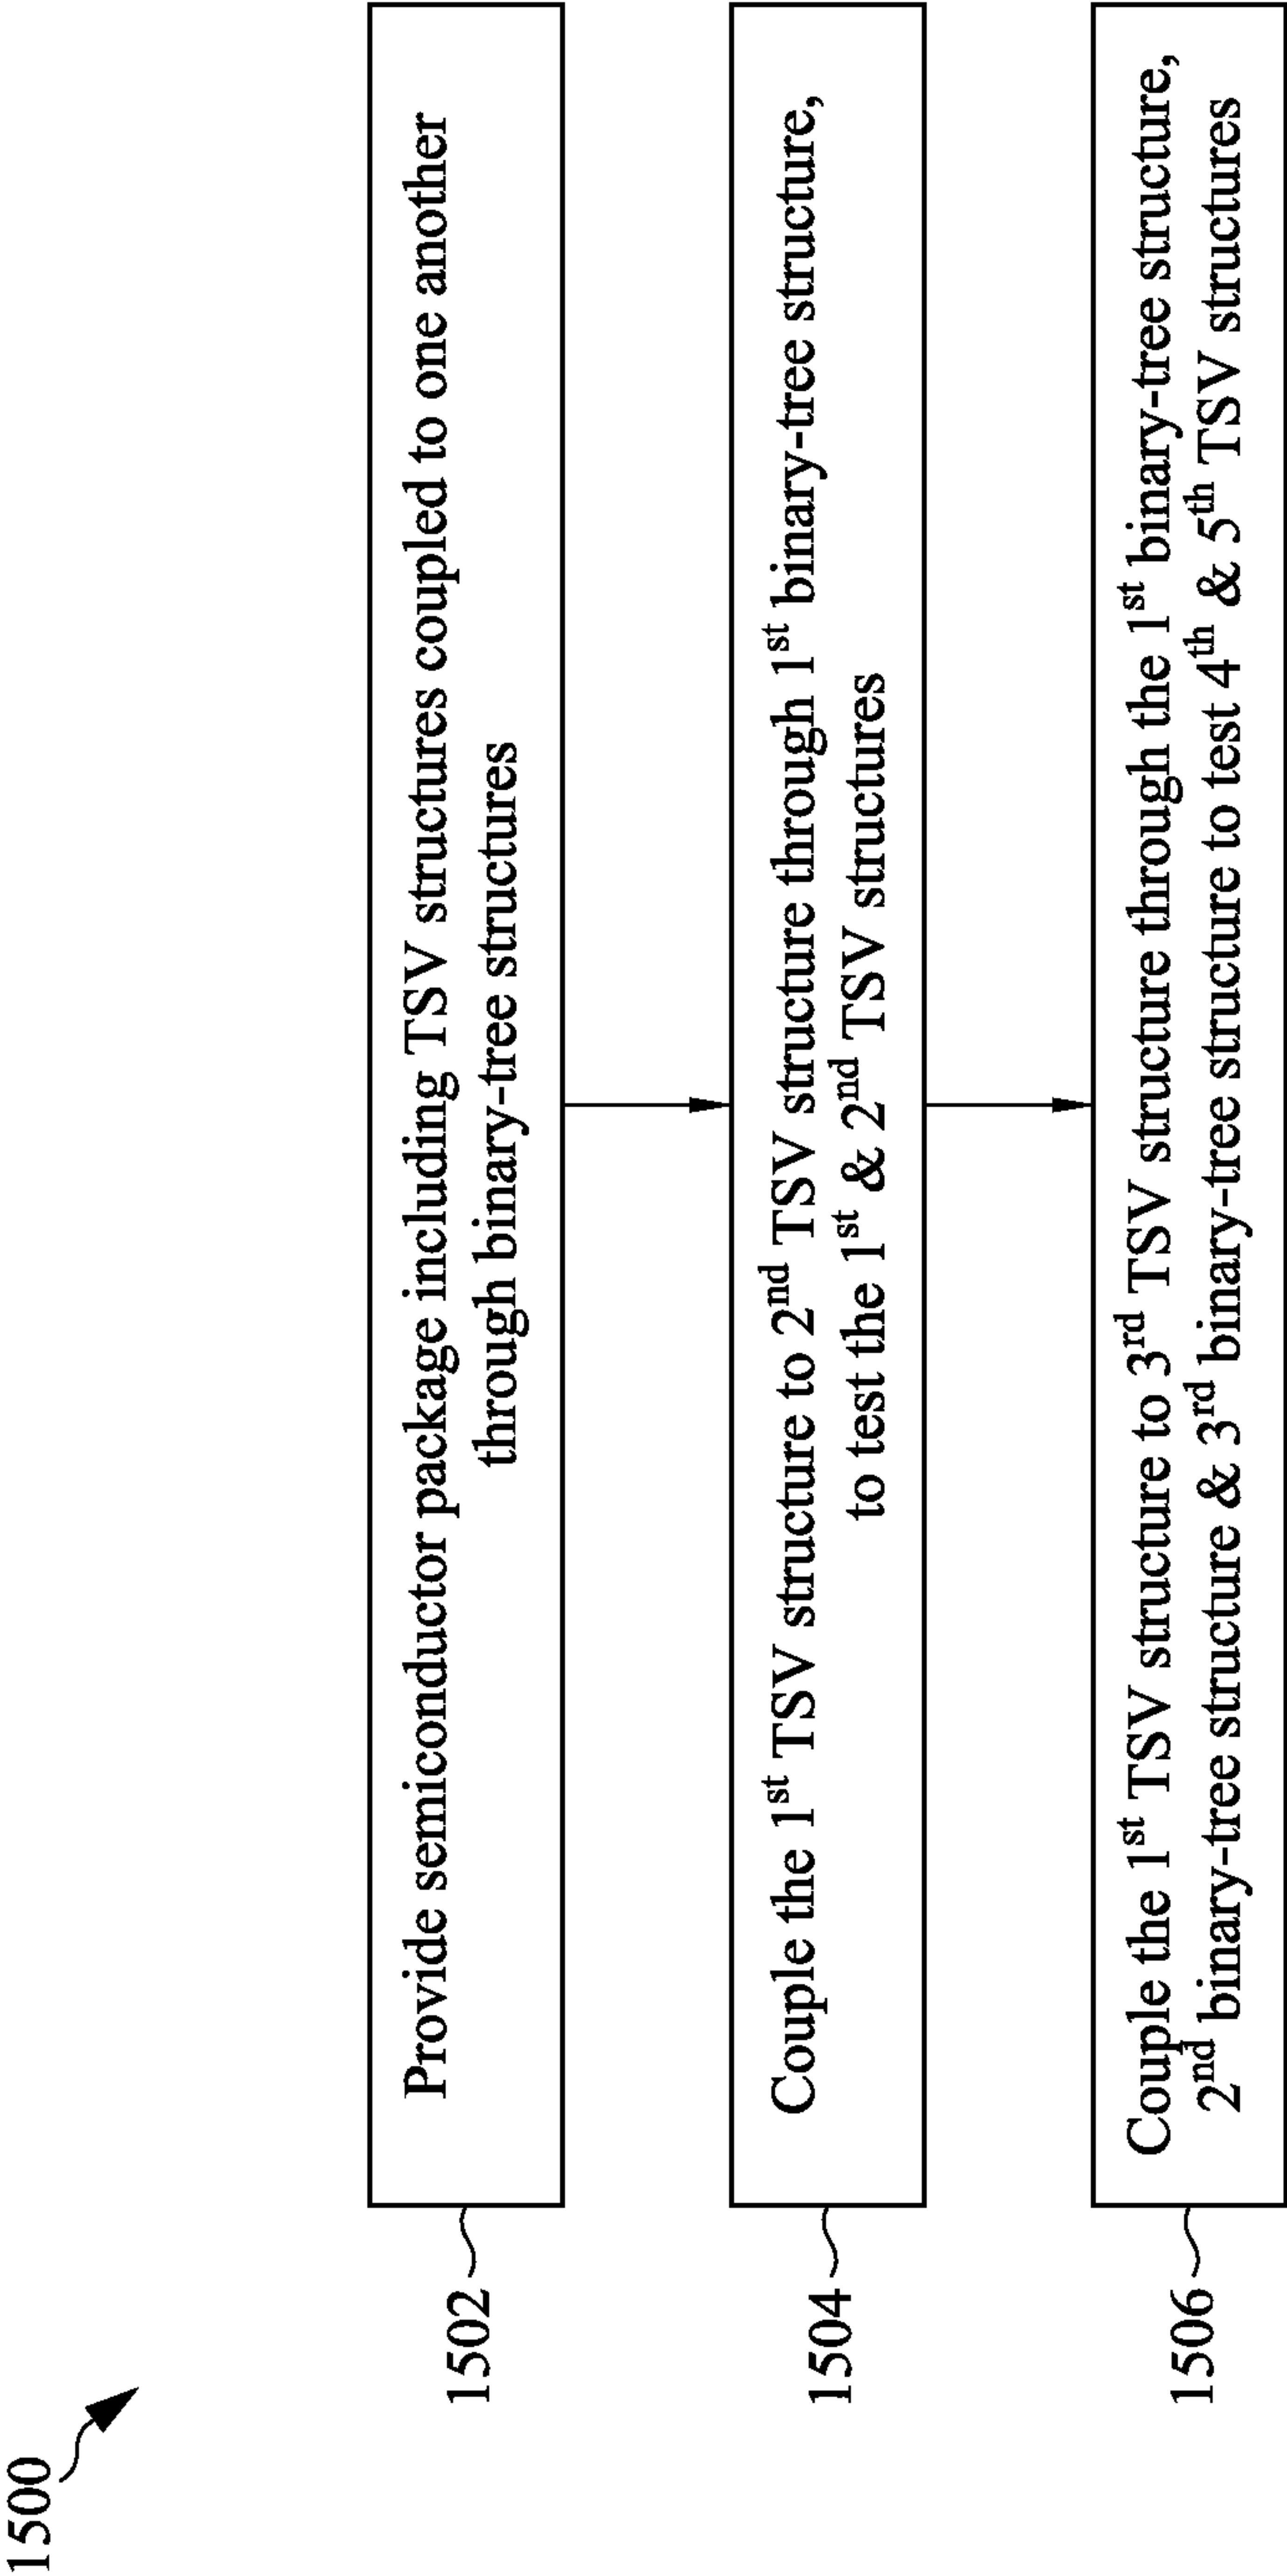 1500
1502
Provide semiconductor package including TSV structures coupled to one another
through binary-tree structures
1504
Couple the 1st TSV structure to 2nd TSV structure through 1st binary-tree structure,
to test the 1st & 2nd TSV structures
1506
Couple the 1st TSV structure to 3rd TSV structure through the 1st binary-tree structure,
2nd binary-tree structure & 3rd binary-tree structure to test 4th & 5th TSV structures